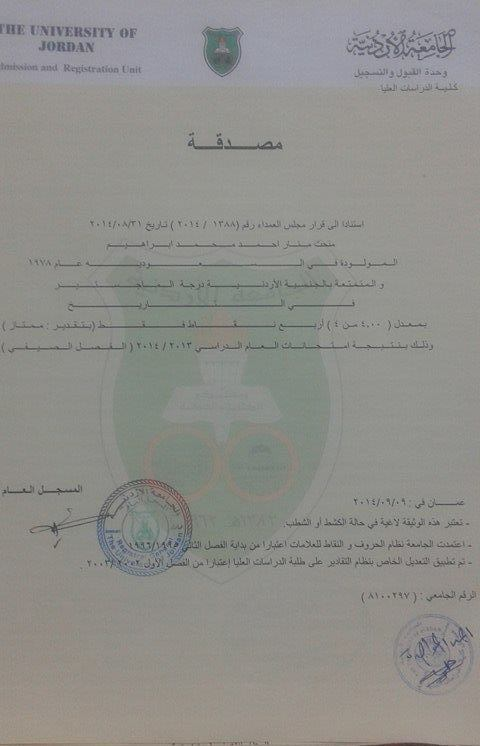 THE UNIVERSITY OF
JORDAN
Admission and Registration Unit
الجامعة الأردنية
وحدة القبول والتسجيل
كلية الدراسات العليا
مصدقة
استنادا الى قرار مجلس العمداء رقم (١٣٨٨ / ٢٠١٤) تاريخ ٢٠١٤/٠٨/٣١
منحت منار احمد محمد ابراهيم
المولودة في السعودية عام ١٩٧٨
و المتمتعة بالجنسية الأردنية درجة الماجستير
في التاريخ
بمعدل ( ٤,٠٠ من ٤ ) أربع نقاط فقط (بتقدير : ممتاز )
وذلك بنتيجة امتحانات العام الدراسي ٢٠١٣ / ٢٠١٤ ( الفصل الصيفي )
المسجل العام
عمان في : ٢٠١٤/٠٩/٠٩
- تعتبر هذه الوثيقة لاغية في حالة الكشط أو الشطب.
- اعتمدت الجامعة نظام الحروف و النقاط للعلامات اعتبارا من بداية الفصل الثاني
- تم تطبيق التعديل الخاص بنظام التقادير على طلبة الدراسات العليا إعتبارا من الفصل الأول
الرقم الجامعي : ( ٨١٠٠٢٩٧ )